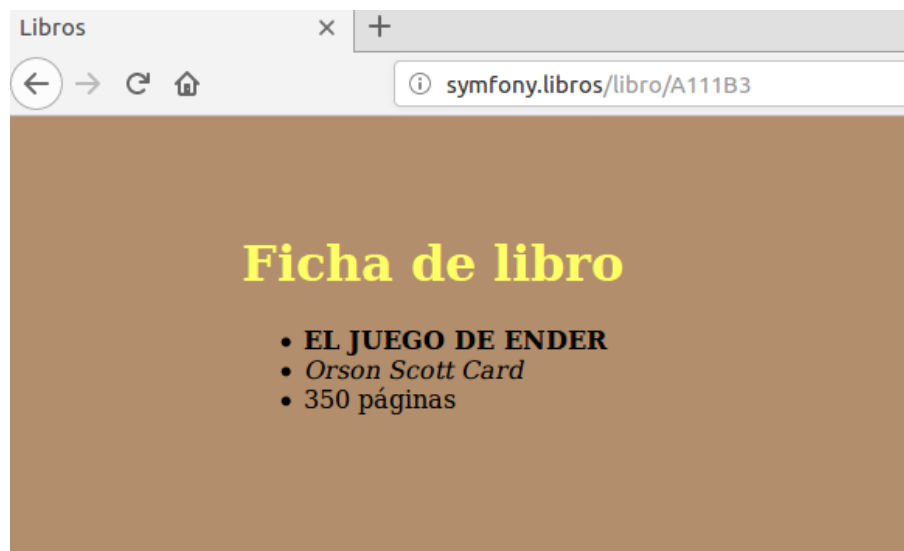 Libros
symfony.libros/libro/A111B3
Ficha de libro
EL JUEGO DE ENDER
Orson Scott Card
350 páginas